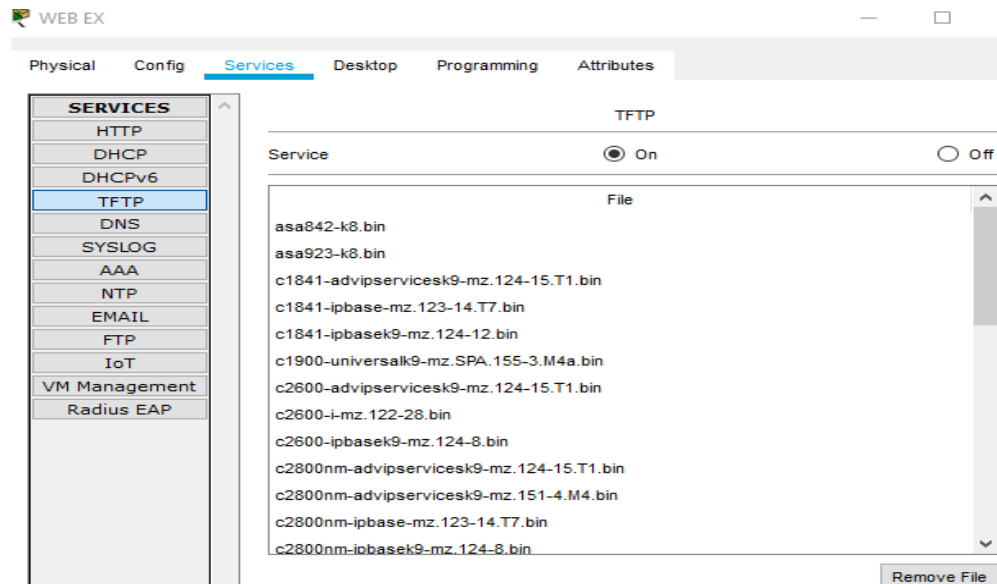 WEB EX
Physical Config Services Desktop Programming Attributes
SERVICES
HTTP
DHCP
DHCPv6
TFTP
DNS
SYSLOG
AAA
NTP
EMAIL
FTP
IoT
VM Management
Radius EAP
TFTP
Service On Off
File
asa842-k8.bin
asa923-k8.bin
c1841-advipservicesk9-mz.124-15.T1.bin
c1841-ipbase-mz.123-14.T7.bin
c1841-ipbasek9-mz.124-12.bin
c1900-universalk9-mz.SPA.155-3.M4a.bin
c2600-advipservicesk9-mz.124-15.T1.bin
c2600-i-mz.122-28.bin
c2600-ipbasek9-mz.124-8.bin
c2800nm-advipservicesk9-mz.124-15.T1.bin
c2800nm-advipservicesk9-mz.151-4.M4.bin
c2800nm-ipbase-mz.123-14.T7.bin
c2800nm-ipbasek9-mz.124-8.bin
Remove File